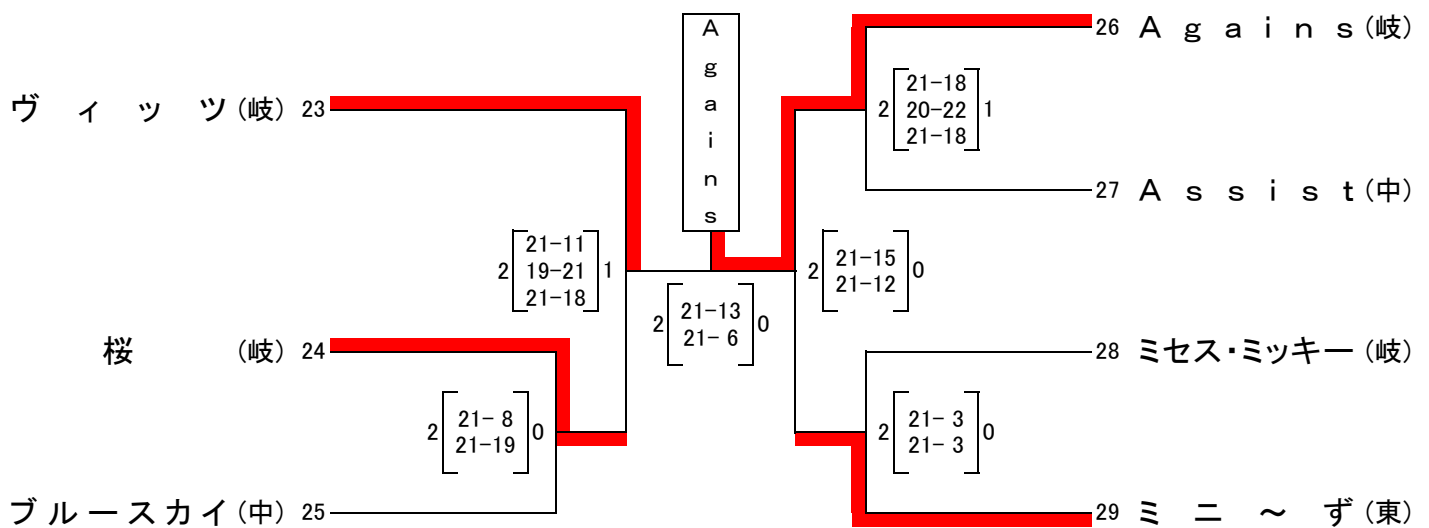 Agains
26 Agains(岐)
2 21-18 1
20-22
21-18
ヴィッツ(岐) 23
27 Assist(中)
2 21-11 1
19-21
21-18
2 21-15 0
21-12
2 21-13 0
21- 6
桜 (岐) 24
28 ミセス・ミッキー(岐)
2 21- 8 0
21-19
2 21- 3 0
21- 3
ブルースカイ(中) 25
29 ミニ～ず(東)